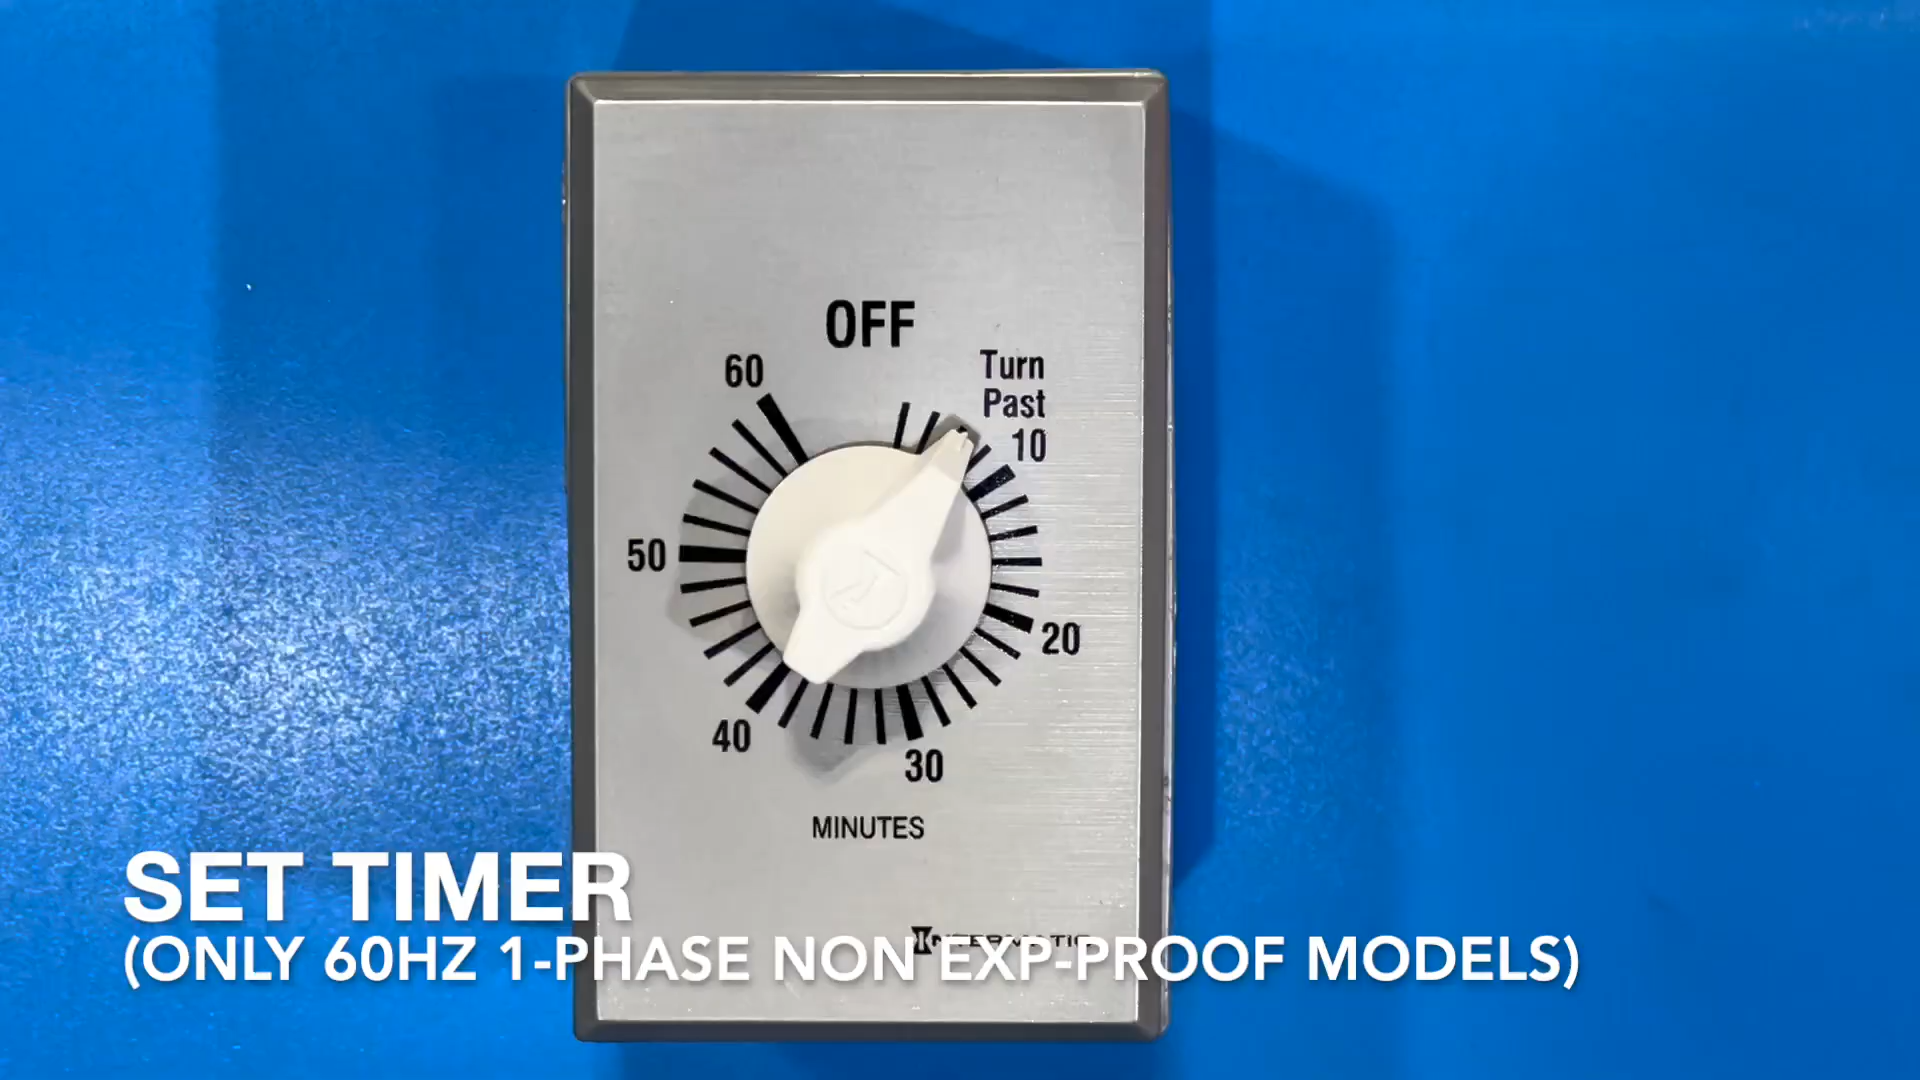 OFF
60
Turn
Past
10
50
20
40
30
MINUTES
SET TIMER
INTERMATIC
(ONLY 60HZ 1-PHASE NON EXP-PROOF MODELS)